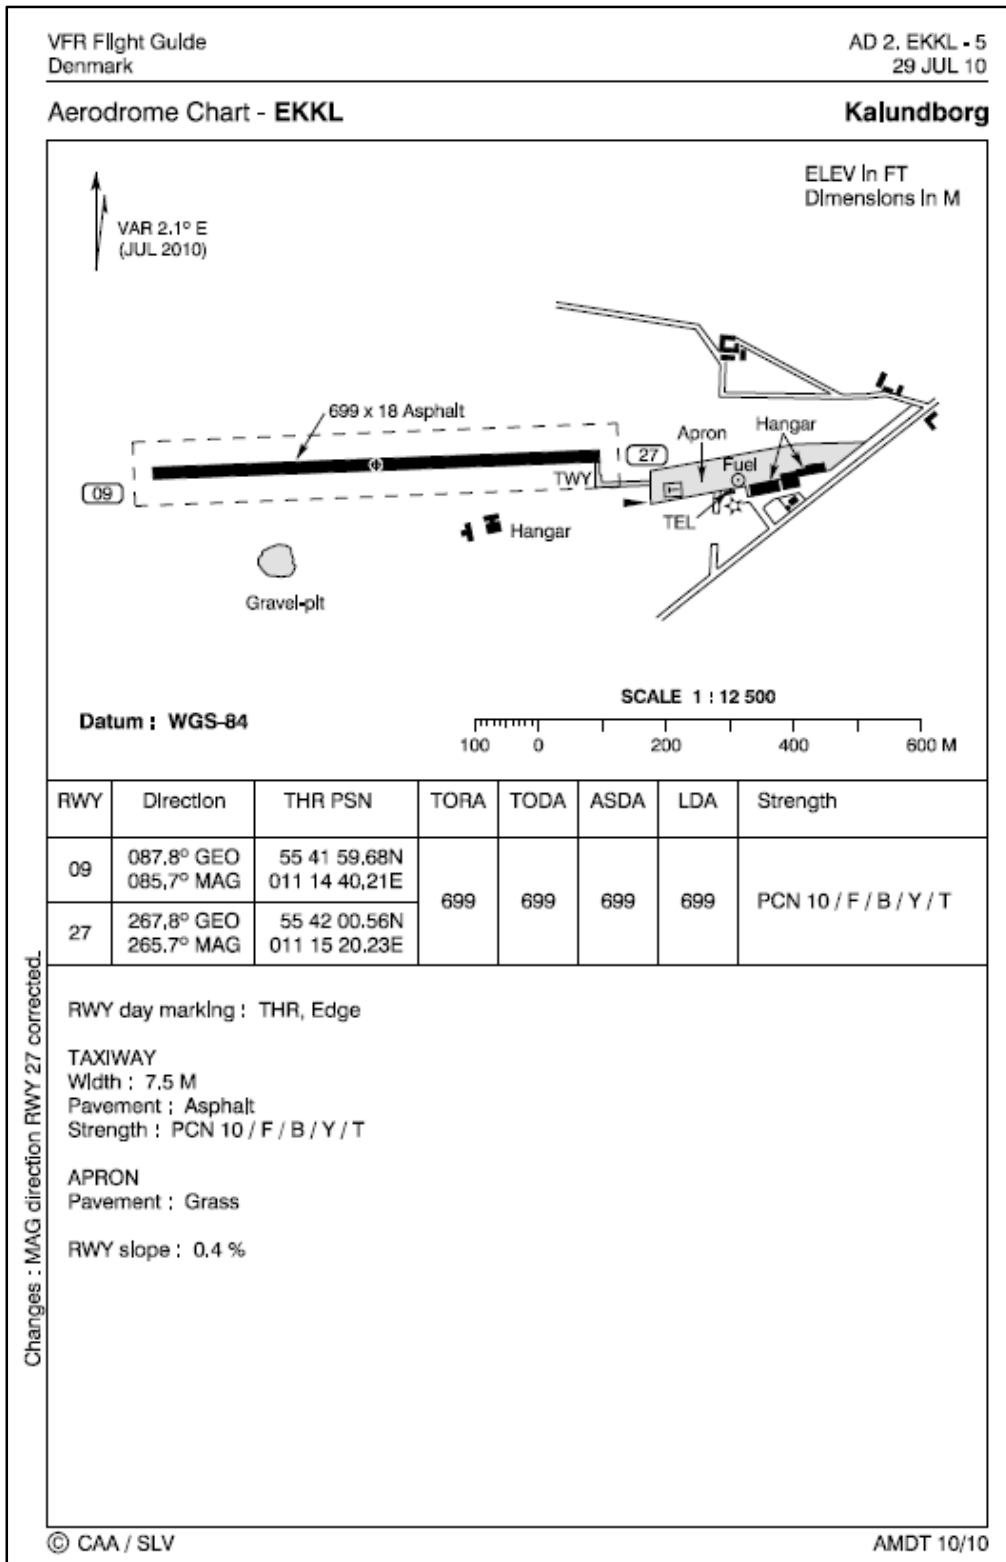 VFR Flight Guide
Denmark
AD 2. EKKL - 5
29 JUL 10
Aerodrome Chart - EKKL
Kalundborg
ELEV in FT
Dimensions in M
VAR 2.1° E
(JUL 2010)
699 x 18 Asphalt
09
27
TWY
Apron
Hangar
Fuel
T
TEL
Hangar
Gravel-pit
Datum : WGS-84
SCALE 1 : 12 500
100 0 200 400 600 M
RWY Direction THR PSN TORA TODA ASDA LDA Strength
09 087.8° GEO 55 41 59.68N
085.7° MAG 011 14 40.21E
699 699 699 699 PCN 10 / F / B / Y / T
27 267.8° GEO 55 42 00.56N
265.7° MAG 011 15 20.23E
RWY day marking : THR, Edge
TAXIWAY
Width : 7.5 M
Pavement : Asphalt
Strength : PCN 10 / F / B / Y / T
APRON
Pavement : Grass
RWY slope : 0.4 %
Changes : MAG direction RWY 27 corrected.
© CAA / SLV
AMDT 10/10